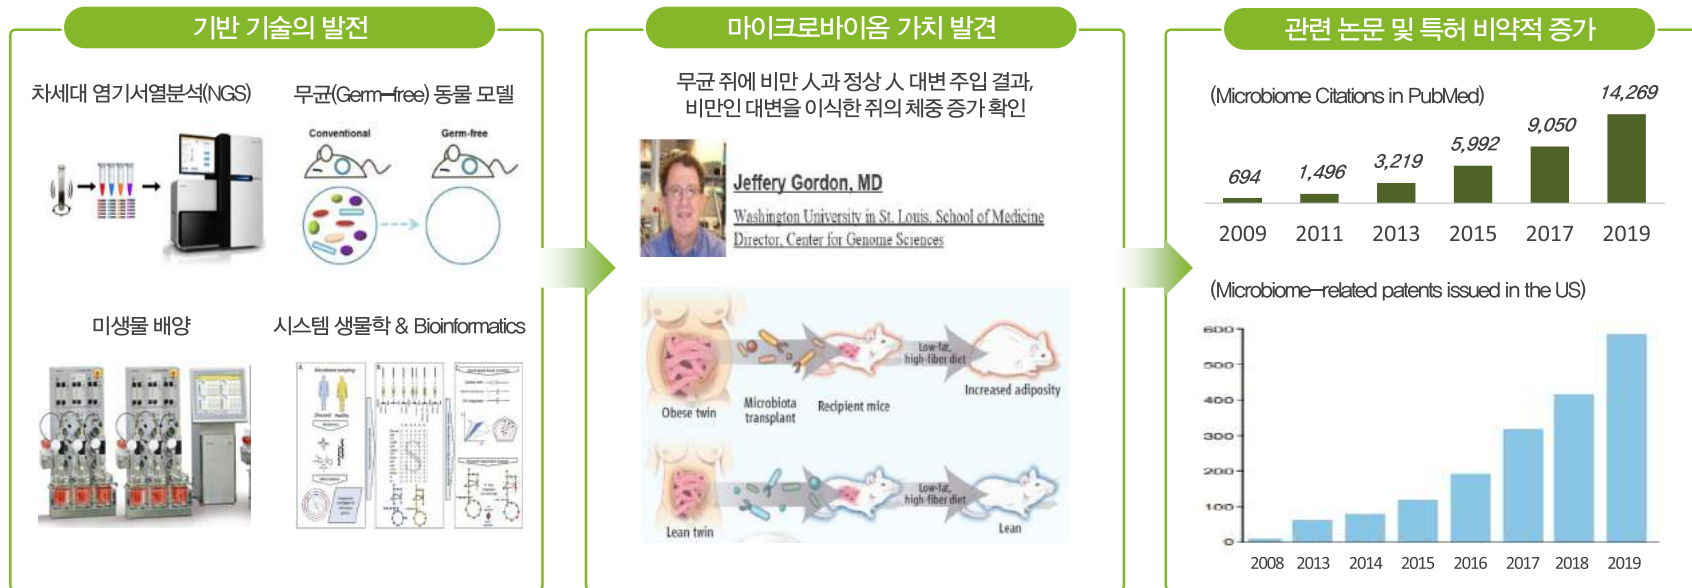 기반 기술의 발전
차세대 염기서열분석(NGS)
무균(Germ-free) 동물 모델
Conventional
Germ-free
미생물 배양
시스템 생물학 & Bioinformatics
마이크로바이옴 가치 발견
무균 쥐에 비만 人과 정상 人 대변 주입 결과,
비만인 대변을 이식한 쥐의 체중 증가 확인
Jeffery Gordon, MD
Washington University in St. Louis. School of Medicine
Director, Center for Genome Sciences
Obese twin
Microbiota
transplant
Recipient mice
Low-fat,
high-fiber diet
Increased adiposity
Lean twin
Low-fat,
high-fiber diet
Lean
관련 논문 및 특허 비약적 증가
(Microbiome Citations in PubMed)
694
1,496
3,219
5,992
9,050
14,269
2009 2011 2013 2015 2017 2019
(Microbiome-related patents issued in the US)
600
500
400
300
200
100
0
2008 2013 2014 2015 2016 2017 2018 2019